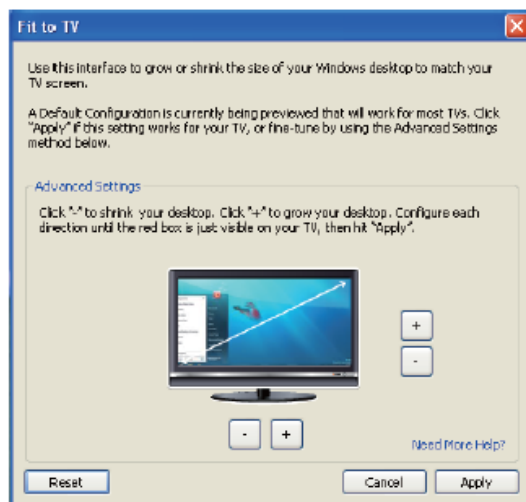 Fit to TV
Use this interface to grow or shrink the size of your Windows desktop to match your
TV screen.
A Default Configuration is currently being previewed that will work for most TVs. Click
"Apply" if this setting works for your TV, or fine-tune by using the Advanced Settings
method below.
Advanced Settings
Click "-" to shrink your desktop. Click "+" to grow your desktop. Configure each
direction until the red box is just visible on your TV, then hit "Apply".
+
-
- +
Need More Help?
Reset Cancel Apply